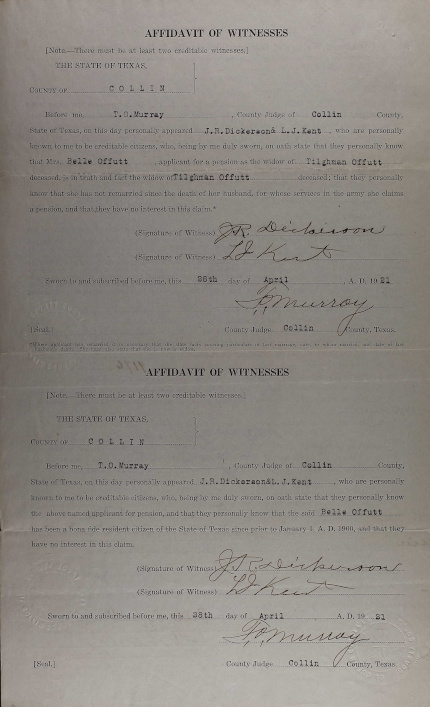 AFFIDAVIT OF WITNESSES
[Note.—There must be at least two creditable witnesses.]
THE STATE OF TEXAS,
COUNTY OF COLLIN
Before me, T.O.Murray, County Judge of Collin County,
State of Texas, on this day personally appeared J.R.Dickerson& L.J.Kent, who are personally
known to me to be creditable citizens, who, being by me daly sworn, on oath state that they personally know
that Mrs. Belle Offutt, applicant for a pension as the widow of Tilghman Offutt
deceased, is in truth and fact the widow of Tilghman Offutt deceased; that they personally
know that she has not remarried since the death of her husband, for whose services in the army she claims
a pension, and that they have no interest in this claim.*
(Signature of Witness) J.R. Dickerson
(Signature of Witness) L.J. Kent
Sworn to and subscribed before me, this 28th day of April, A. D. 1921
T.O. Murray
[Seal.] County Judge Collin County, Texas.
AFFIDAVIT OF WITNESSES
[Note.—There must be at least two creditable witnesses.]
THE STATE OF TEXAS,
COUNTY OF COLLIN
Before me, T.O.Murray, County Judge of Collin County,
State of Texas, on this day personally appeared J.R.Dickerson&L.J.Kent, who are personally
known to me to be creditable citizens, who, being by me daly sworn, on oath state that they personally know
the above named applicant for pension, and that they personally know that the said Belle Offutt
has been a bona fide resident citizen of the State of Texas since prior to January 1, A. D. 1900, and that they
have no interest in this claim.
(Signature of Witness) J.R. Dickerson
(Signature of Witness) L.J. Kent
Sworn to and subscribed before me, this 28th day of April A. D. 19 21
T.O. Murray
[Seal.] County Judge Collin County, Texas